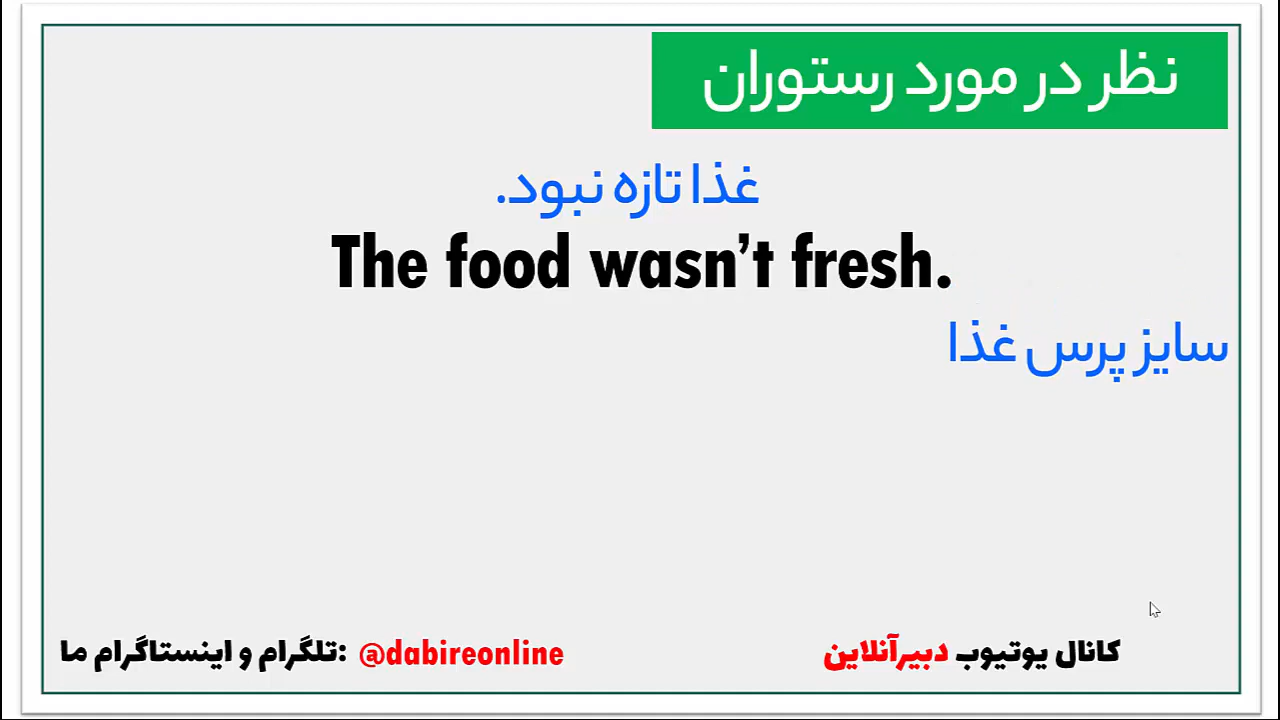 نظر در مورد رستوران
غذا تازه نبود.
The food wasn’t fresh.
سایز پرس غذا
کانال یوتیوب دبیرآنلاین
تلگرام و اینستاگرام ما: @dabireonline